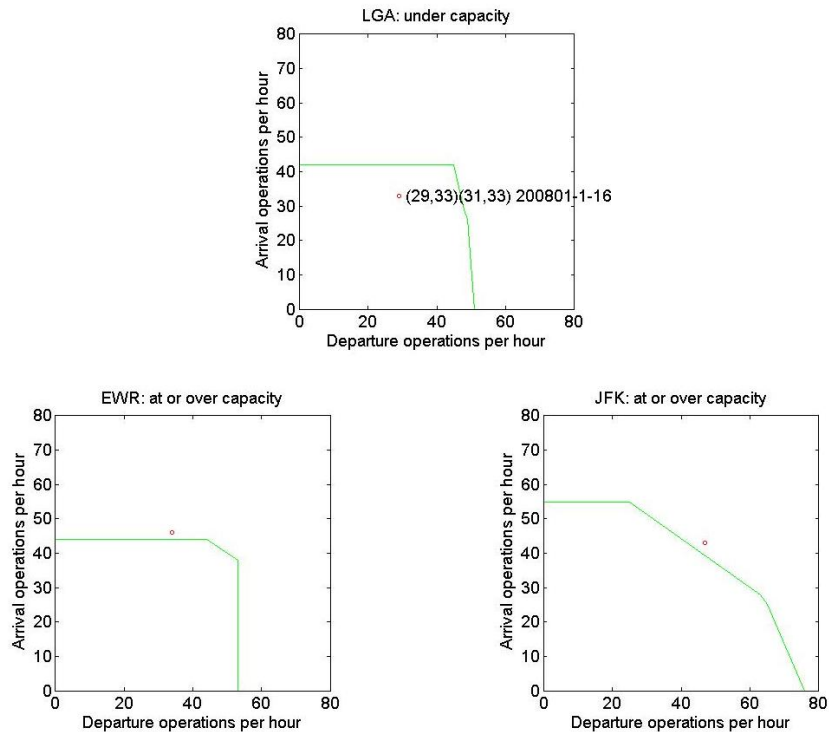 LGA: under capacity
80
70
60
50
40
30
20
10
0
Arrival operations per hour
(29,33)(31,33) 200801-1-16
0 20 40 60 80
Departure operations per hour
EWR: at or over capacity
80
70
60
50
40
30
20
10
0
Arrival operations per hour
0 20 40 60 80
Departure operations per hour
JFK: at or over capacity
80
70
60
50
40
30
20
10
0
Arrival operations per hour
0 20 40 60 80
Departure operations per hour